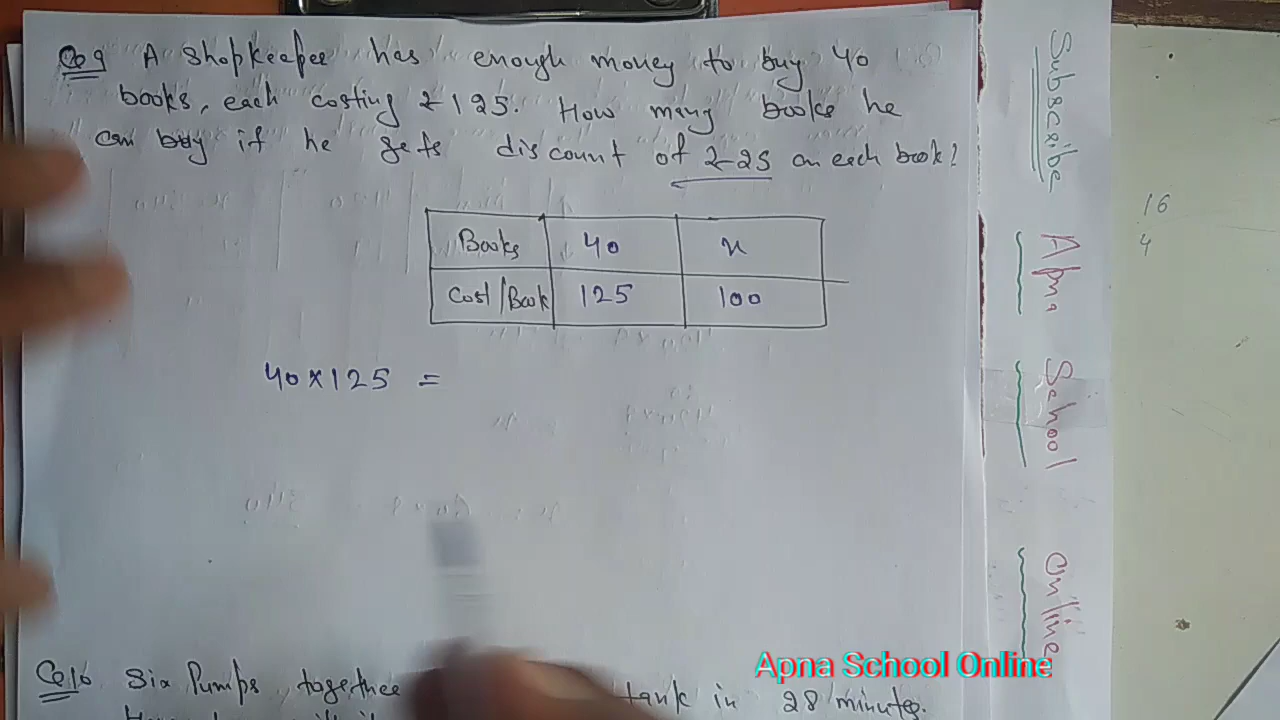 Q9 A Shopkeeper has enough money to buy 40
books, each costing ₹125. How many books he
can buy if he gets discount of ₹25 on each book?
Books 40 x
Cost/Book 125 100
40×125 =
Q10 Six Pumps together tank in 28 minutes.
Subscribe Apna School Online
16
4
Apna School Online